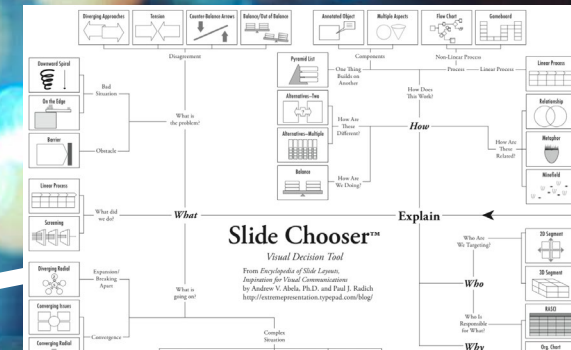 Diverging Approaches
Tension
Counter-Balance Arrows
Balance/Out of Balance
Annotated Object
Multiple Aspects
Flow Chart
Gameboard
Disagreement
Components
Non-Linear Process
Downward Spiral
Pyramid List
One Thing
Builds on
Another
Process
Linear Process
Linear Process
Bad
Situation
How Does
This Work?
On the Edge
Alternatives–Two
Relationship
What is
the problem?
How Are
These
Different?
How
Barrier
Alternatives–Multiple
How Are
These
Related?
Metaphor
Obstacle
Balance
How Are
We Doing?
Minefield
Linear Process
What did
we do?
What
Explain
Screening
Slide Chooser™
Who Are
We Targeting?
2D Segment
Visual Decision Tool
From Encyclopedia of Slide Layouts,
Inspiration for Visual Communications
by Andrew V. Abela, Ph.D. and Paul J. Radich
http://extremepresentation.typepad.com/blog/
Diverging Radial
Expansion/
Breaking
Apart
3D Segment
What is
going on?
Who
Converging Issues
RASCI
Who Is
Responsible
for What?
Convergence
Complex
Situation
Converging Radial
Why
Org. Chart